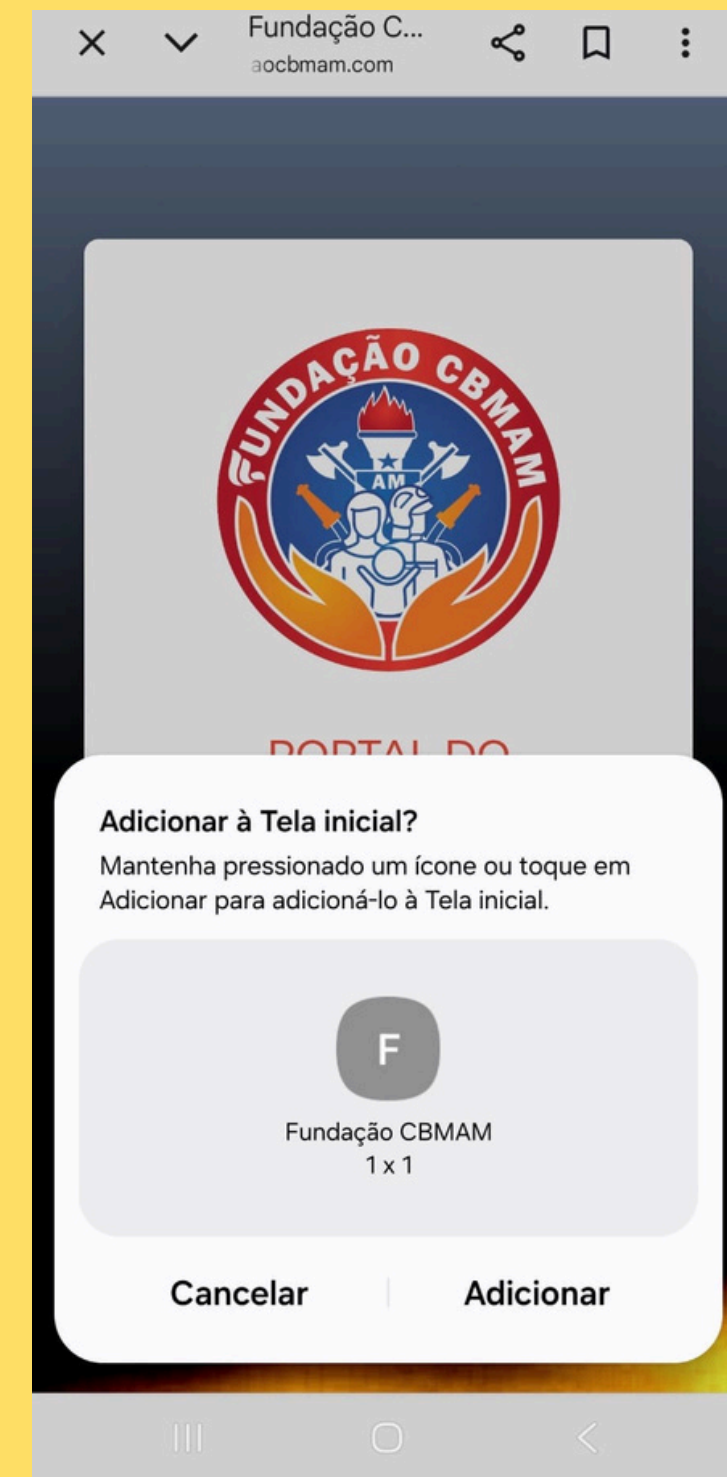 Fundação C...
aocbmam.com
FUNDAÇÃO CBMAM
AM
PORTAL DO
Adicionar à Tela inicial?
Mantenha pressionado um ícone ou toque em
Adicionar para adicioná-lo à Tela inicial.
F
Fundação CBMAM
1 x 1
Cancelar
Adicionar